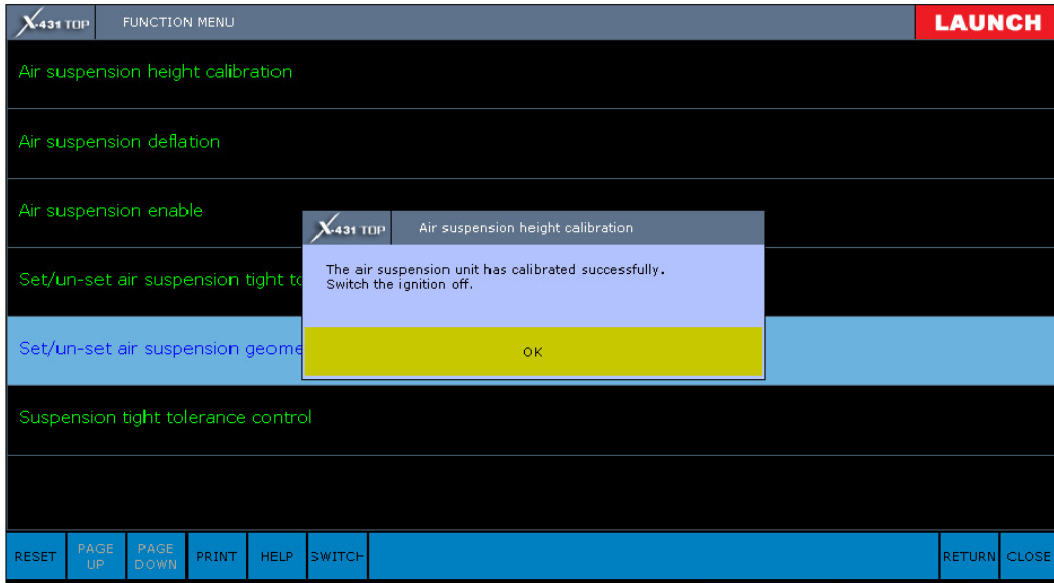 X-431 TOP FUNCTION MENU LAUNCH
Air suspension height calibration
Air suspension deflation
Air suspension enable
X-431 TOP Air suspension height calibration
The air suspension unit has calibrated successfully.
Switch the ignition off.
Set/un-set air suspension tight to
Set/un-set air suspension geome
OK
Suspension tight tolerance control
RESET PAGE UP PAGE DOWN PRINT HELP SWITCH RETURN CLOSE